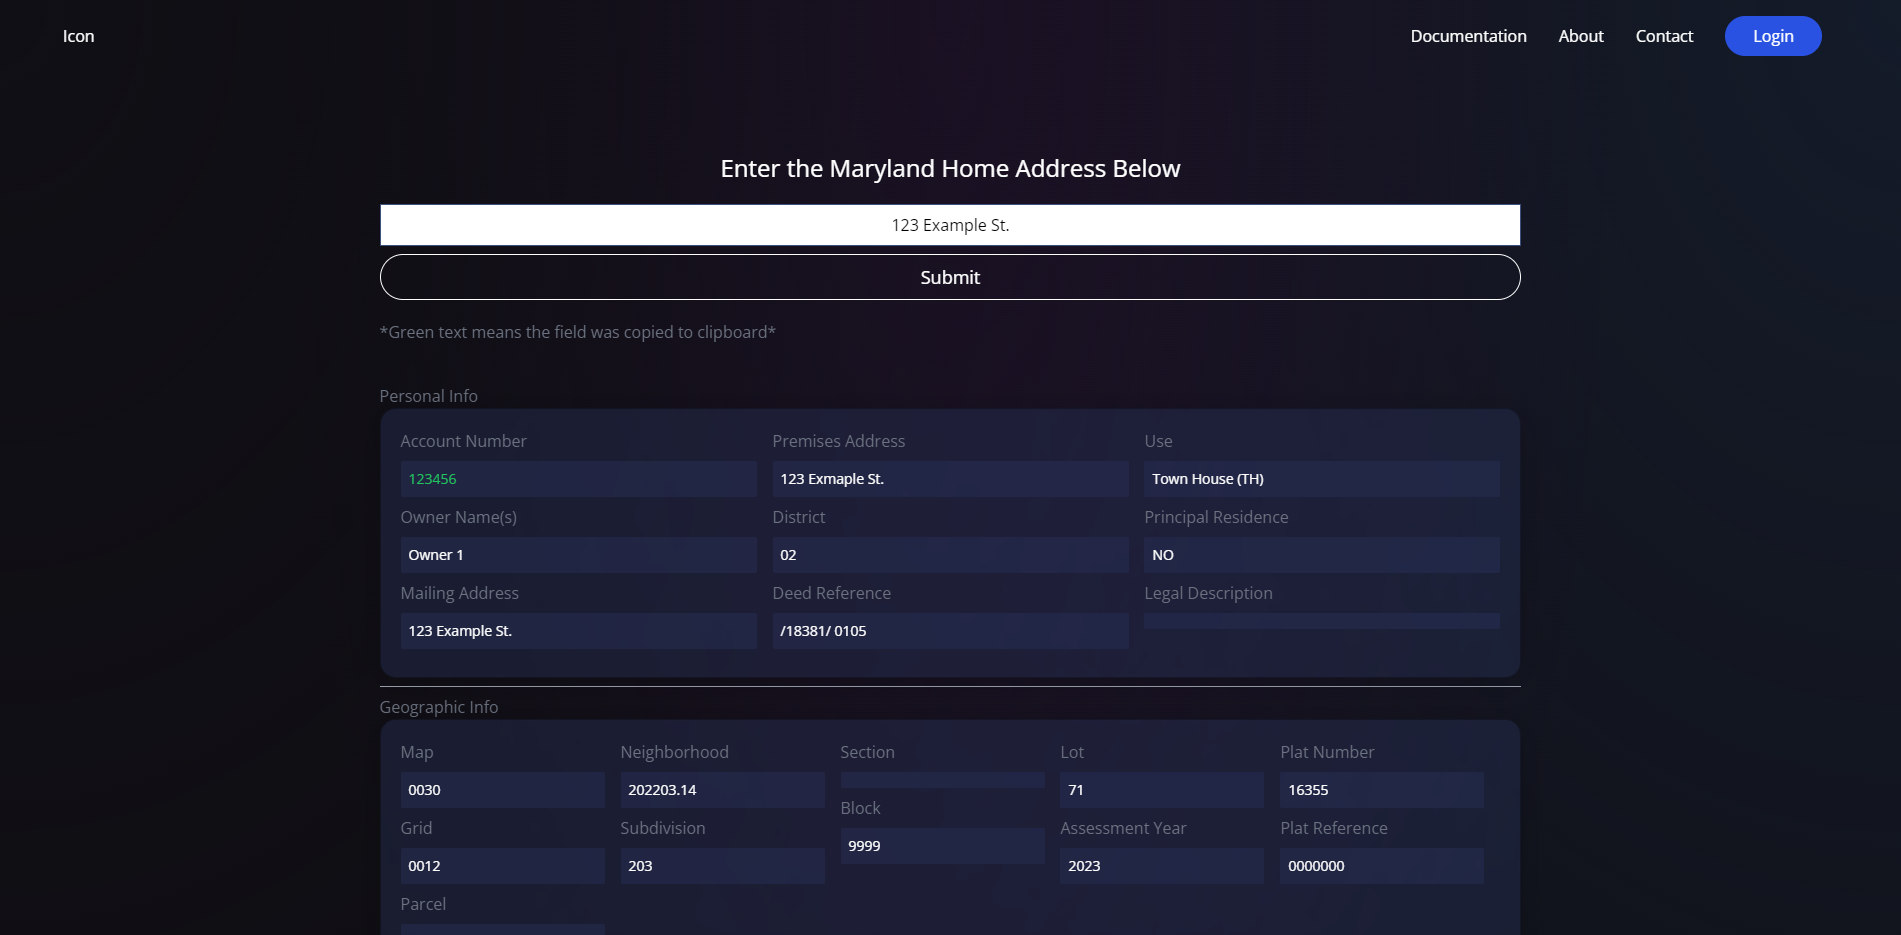 Icon
Documentation
About
Contact
Login
Enter the Maryland Home Address Below
123 Example St.
Submit
*Green text means the field was copied to clipboard*
Personal Info
Account Number
Premises Address
Use
123456
123 Exmaple St.
Town House (TH)
Owner Name(s)
District
Principal Residence
Owner 1
02
NO
Mailing Address
Deed Reference
Legal Description
123 Example St.
/18381/ 0105
Geographic Info
Map
Neighborhood
Section
Lot
Plat Number
0030
202203.14
71
16355
Block
Grid
Subdivision
Assessment Year
Plat Reference
9999
0012
203
2023
0000000
Parcel